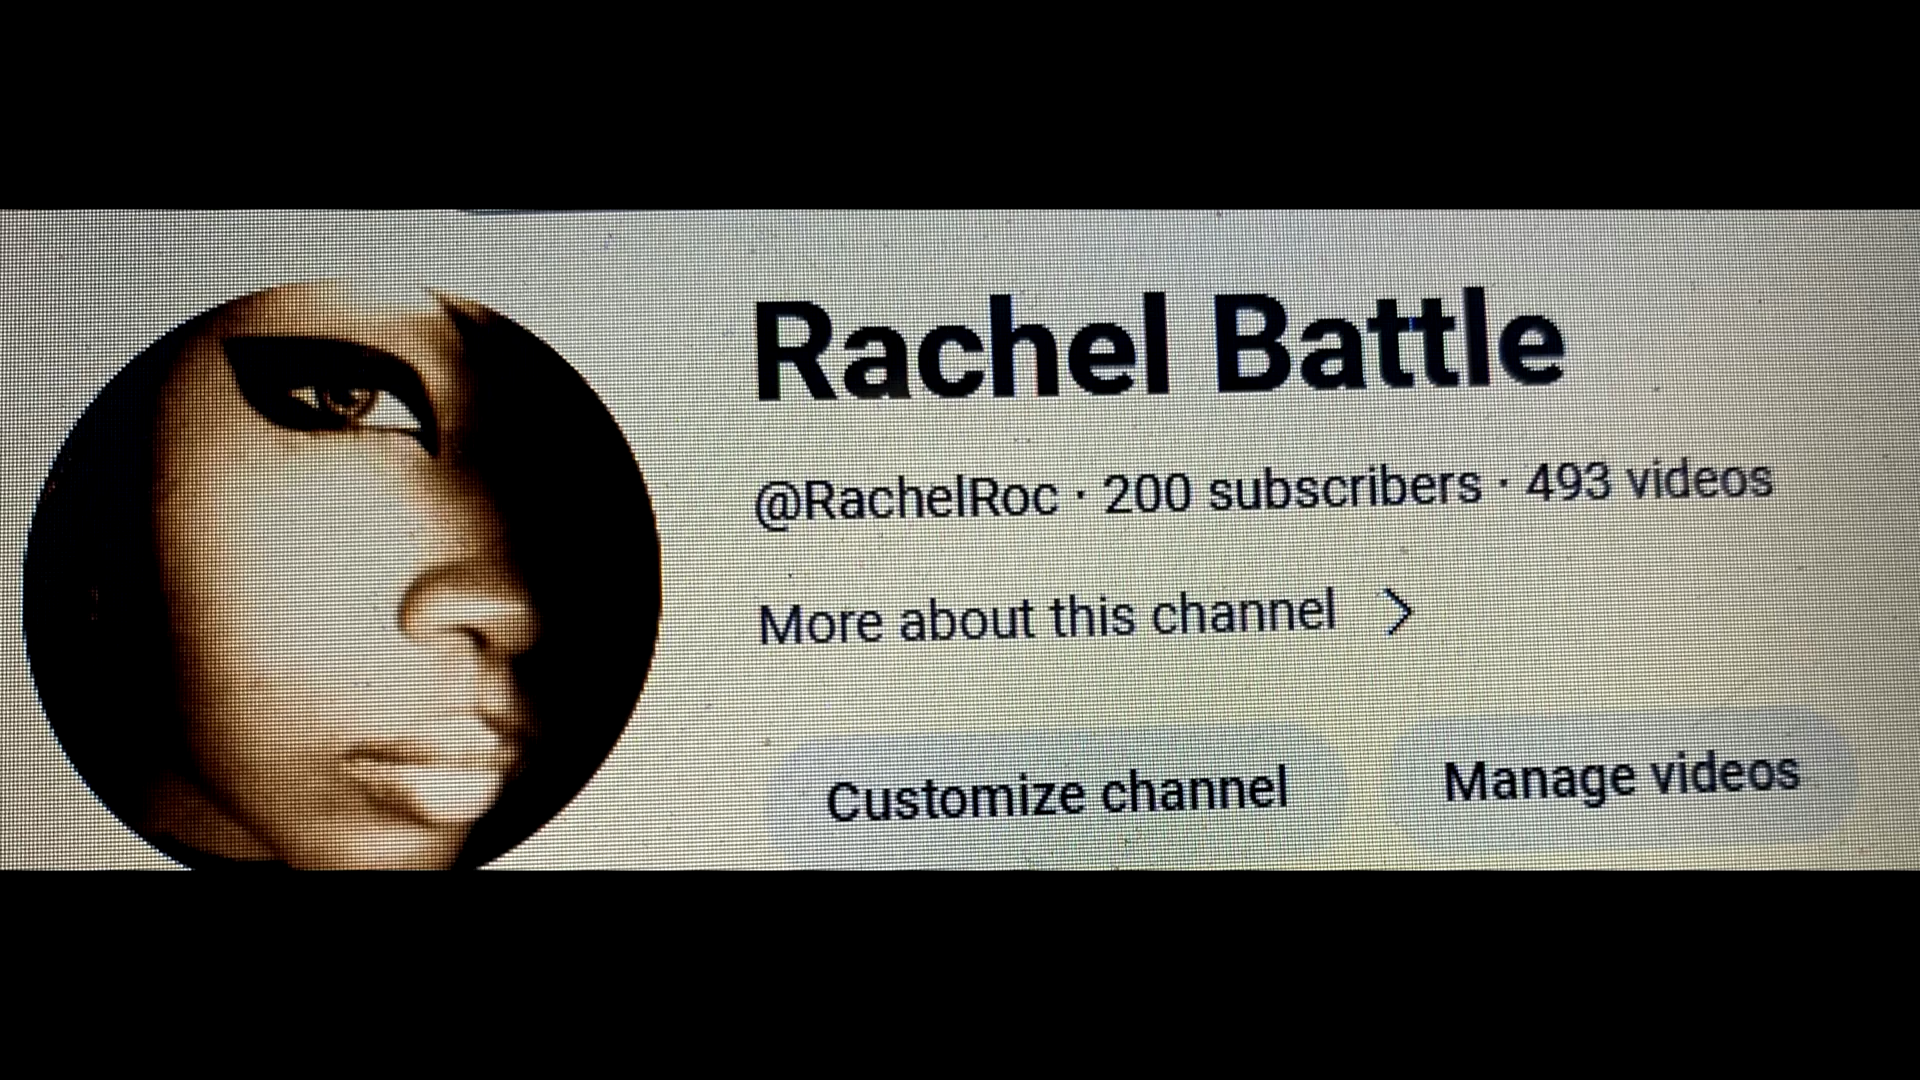 Rachel Battle
@RachelRoc · 200 subscribers · 493 videos
More about this channel >
Customize channel Manage videos